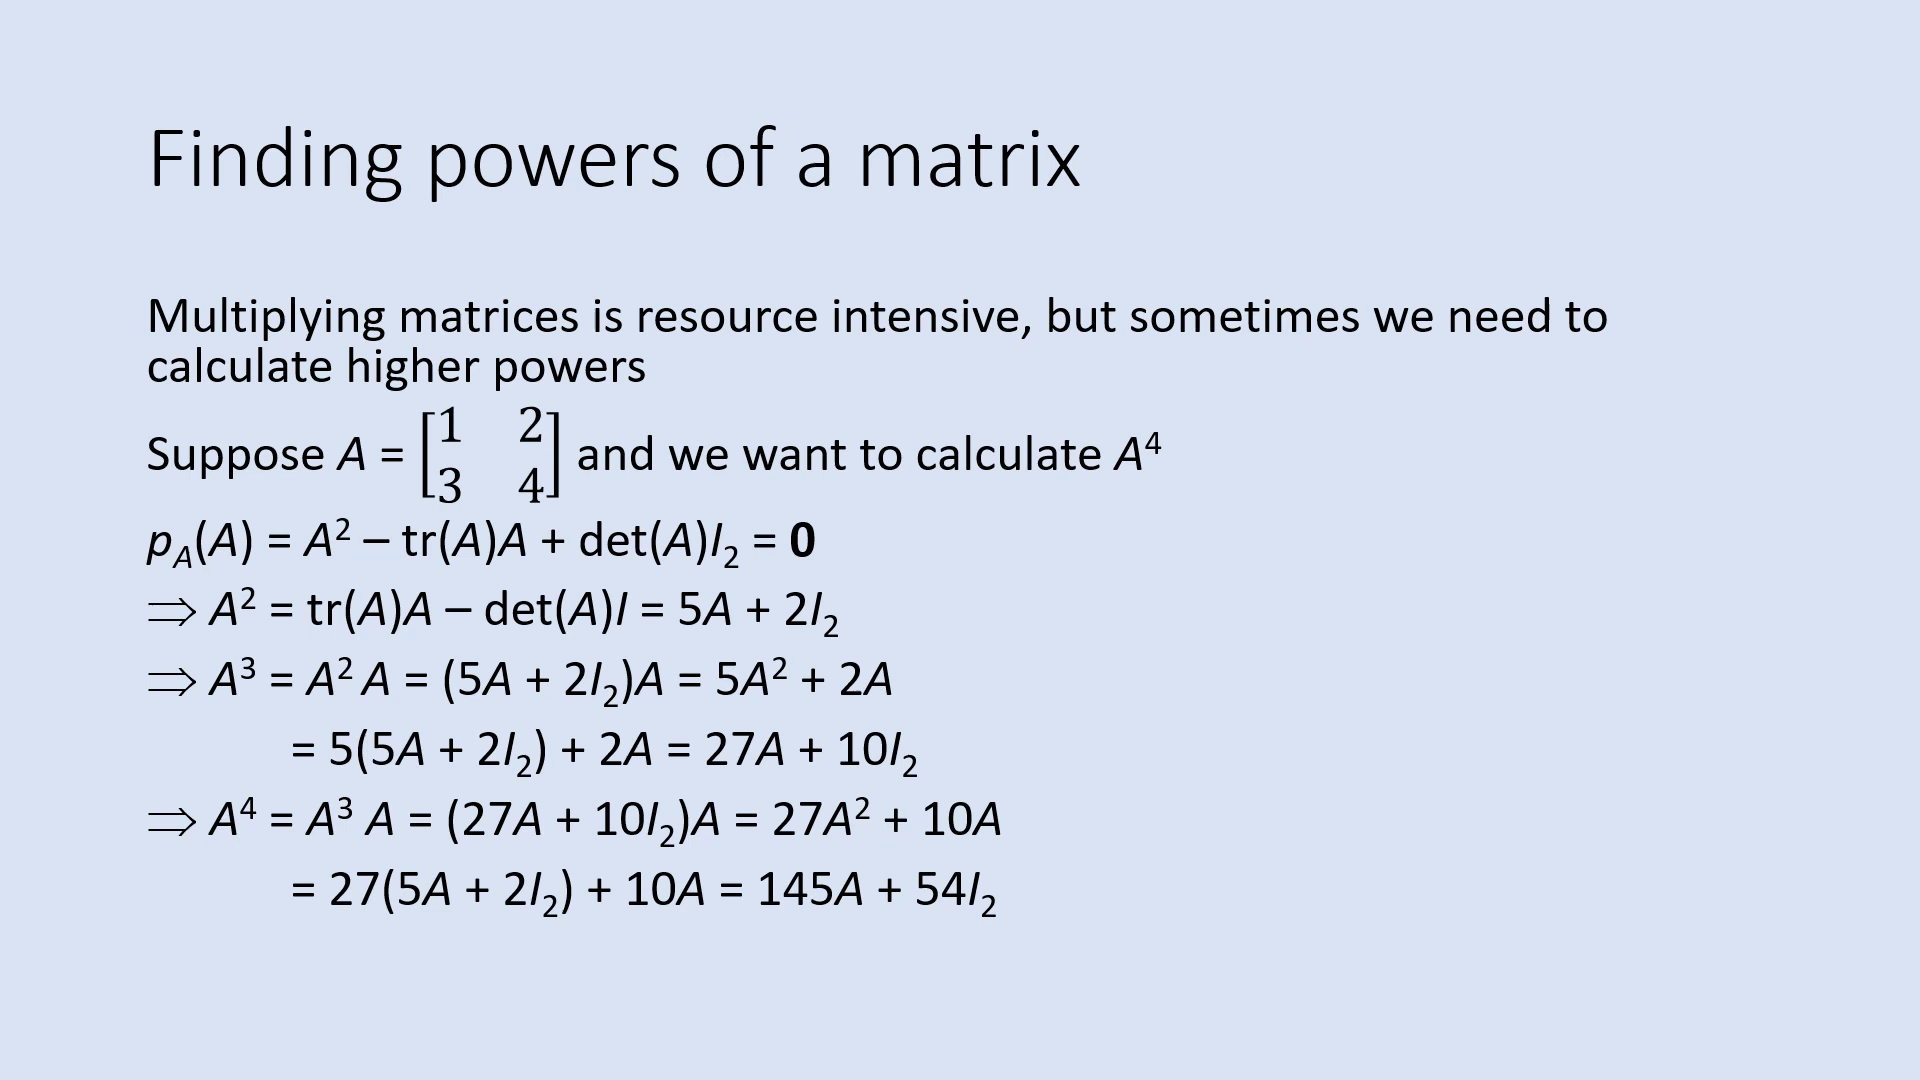 Finding powers of a matrix
Multiplying matrices is resource intensive, but sometimes we need to
calculate higher powers
Suppose A = [1 2; 3 4] and we want to calculate A⁴
p_A(A) = A² – tr(A)A + det(A)I₂ = 0
⟹ A² = tr(A)A – det(A)I = 5A + 2I₂
⟹ A³ = A² A = (5A + 2I₂)A = 5A² + 2A
= 5(5A + 2I₂) + 2A = 27A + 10I₂
⟹ A⁴ = A³ A = (27A + 10I₂)A = 27A² + 10A
= 27(5A + 2I₂) + 10A = 145A + 54I₂